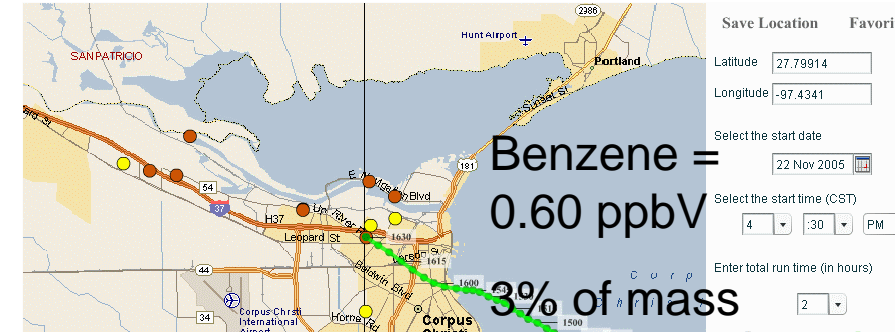 2386
Save Location Favori
Hunt Airport
SANPATRICIO
Portland
Latitude 27.79914
Longitude -97.4341
Sunset St
Select the start date
181
Benzene =
22 Nov 2005
54
Blvd
Select the start time (CST)
37
0.60 ppbV
H37
Up River
4 :30 PM
Leopard St
1630
1615
Enter total run time (in hours)
44
Baldwin Blvd
1600
Corp
3% of mass
2
Christi
34
Corpus Christi
International
Airport
Horne Rd
Corpus
1500